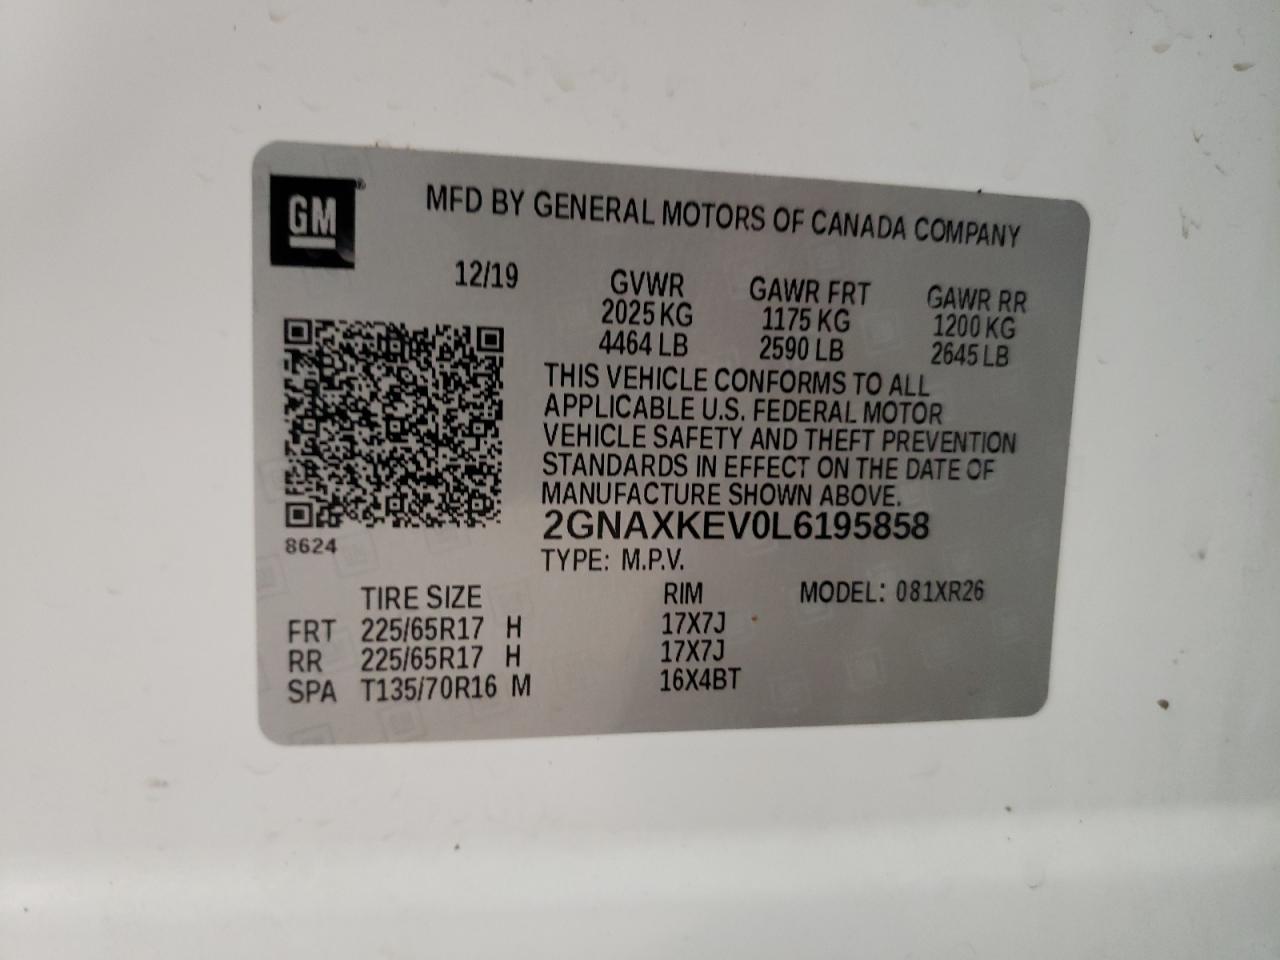 GM
MFD BY GENERAL MOTORS OF CANADA COMPANY
12/19 GVWR GAWR FRT GAWR RR
2025 KG 1175 KG 1200 KG
4464 LB 2590 LB 2645 LB
THIS VEHICLE CONFORMS TO ALL
APPLICABLE U.S. FEDERAL MOTOR
VEHICLE SAFETY AND THEFT PREVENTION
STANDARDS IN EFFECT ON THE DATE OF
MANUFACTURE SHOWN ABOVE.
2GNAXKEV0L6195858
8624
TYPE: M.P.V.
TIRE SIZE RIM MODEL: 081XR26
FRT 225/65R17 H 17X7J
RR 225/65R17 H 17X7J
SPA T135/70R16 M 16X4BT